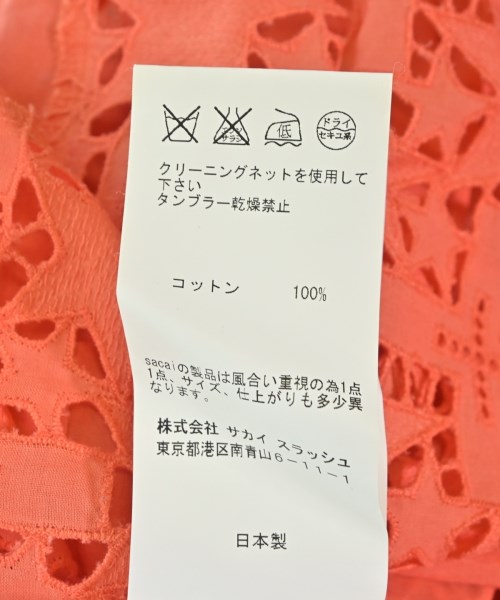 エンソ サラシ 低 ドライ
セキユ系
クリーニングネットを使用して
下さい
タンブラー乾燥禁止
コットン 100%
sacaiの製品は風合い重視の為1点
1点、サイズ、仕上がりも多少異
なります。
株式会社 サカイ スラッシュ
東京都港区南青山6-11-1
日本製